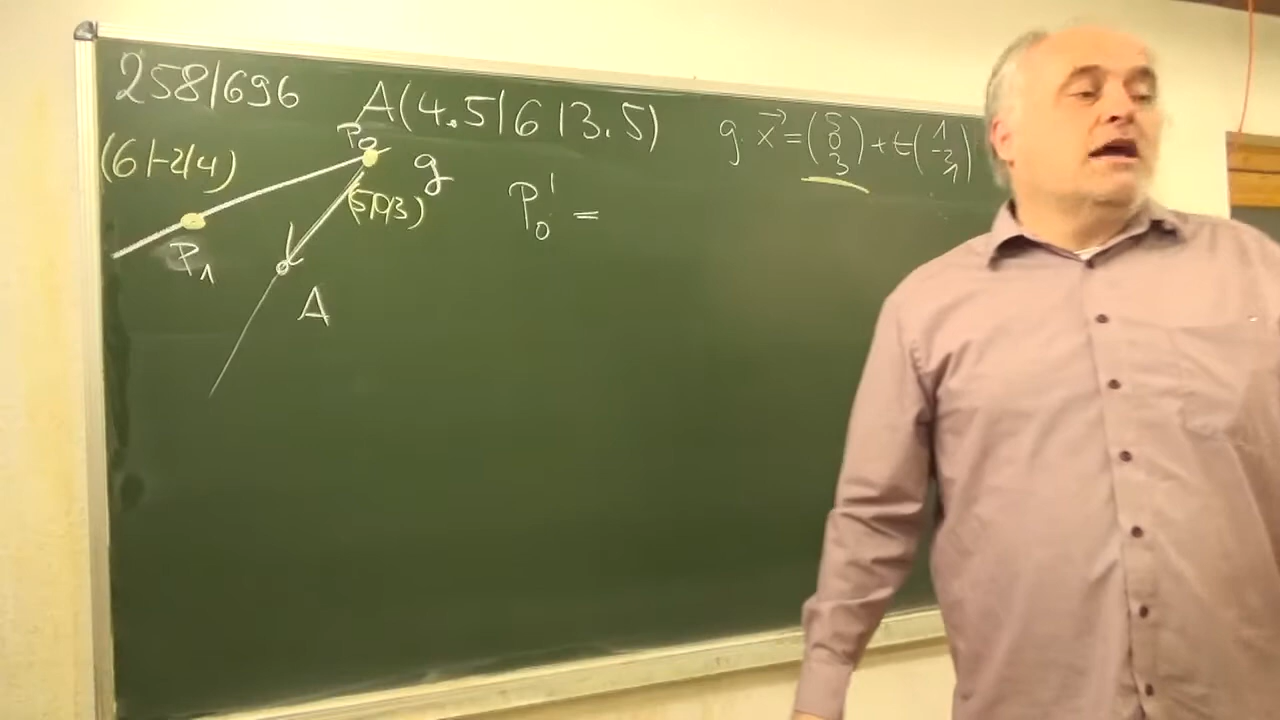 258/696
A(4.5|6|3.5)
g: x⃗ = (5 0 3) + t(1 -2 1)
P₀
(6|-2|4)
g
(5|0|3)
P₀' =
P₁
A